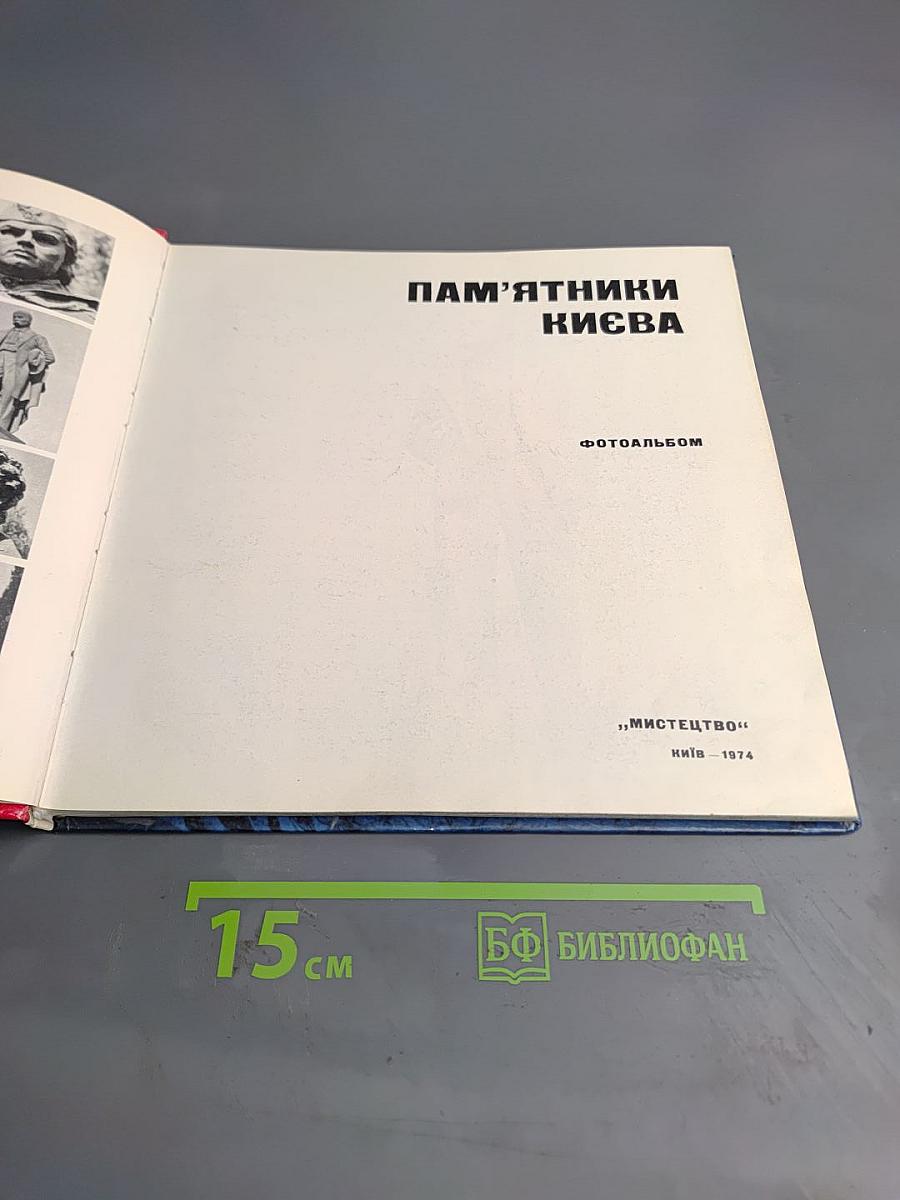 ПАМ'ЯТНИКИ
КИЄВА
ФОТОАЛЬБОМ
„МИСТЕЦТВО“
КИЇВ — 1974
15 см
БФ БИБЛИОФАН